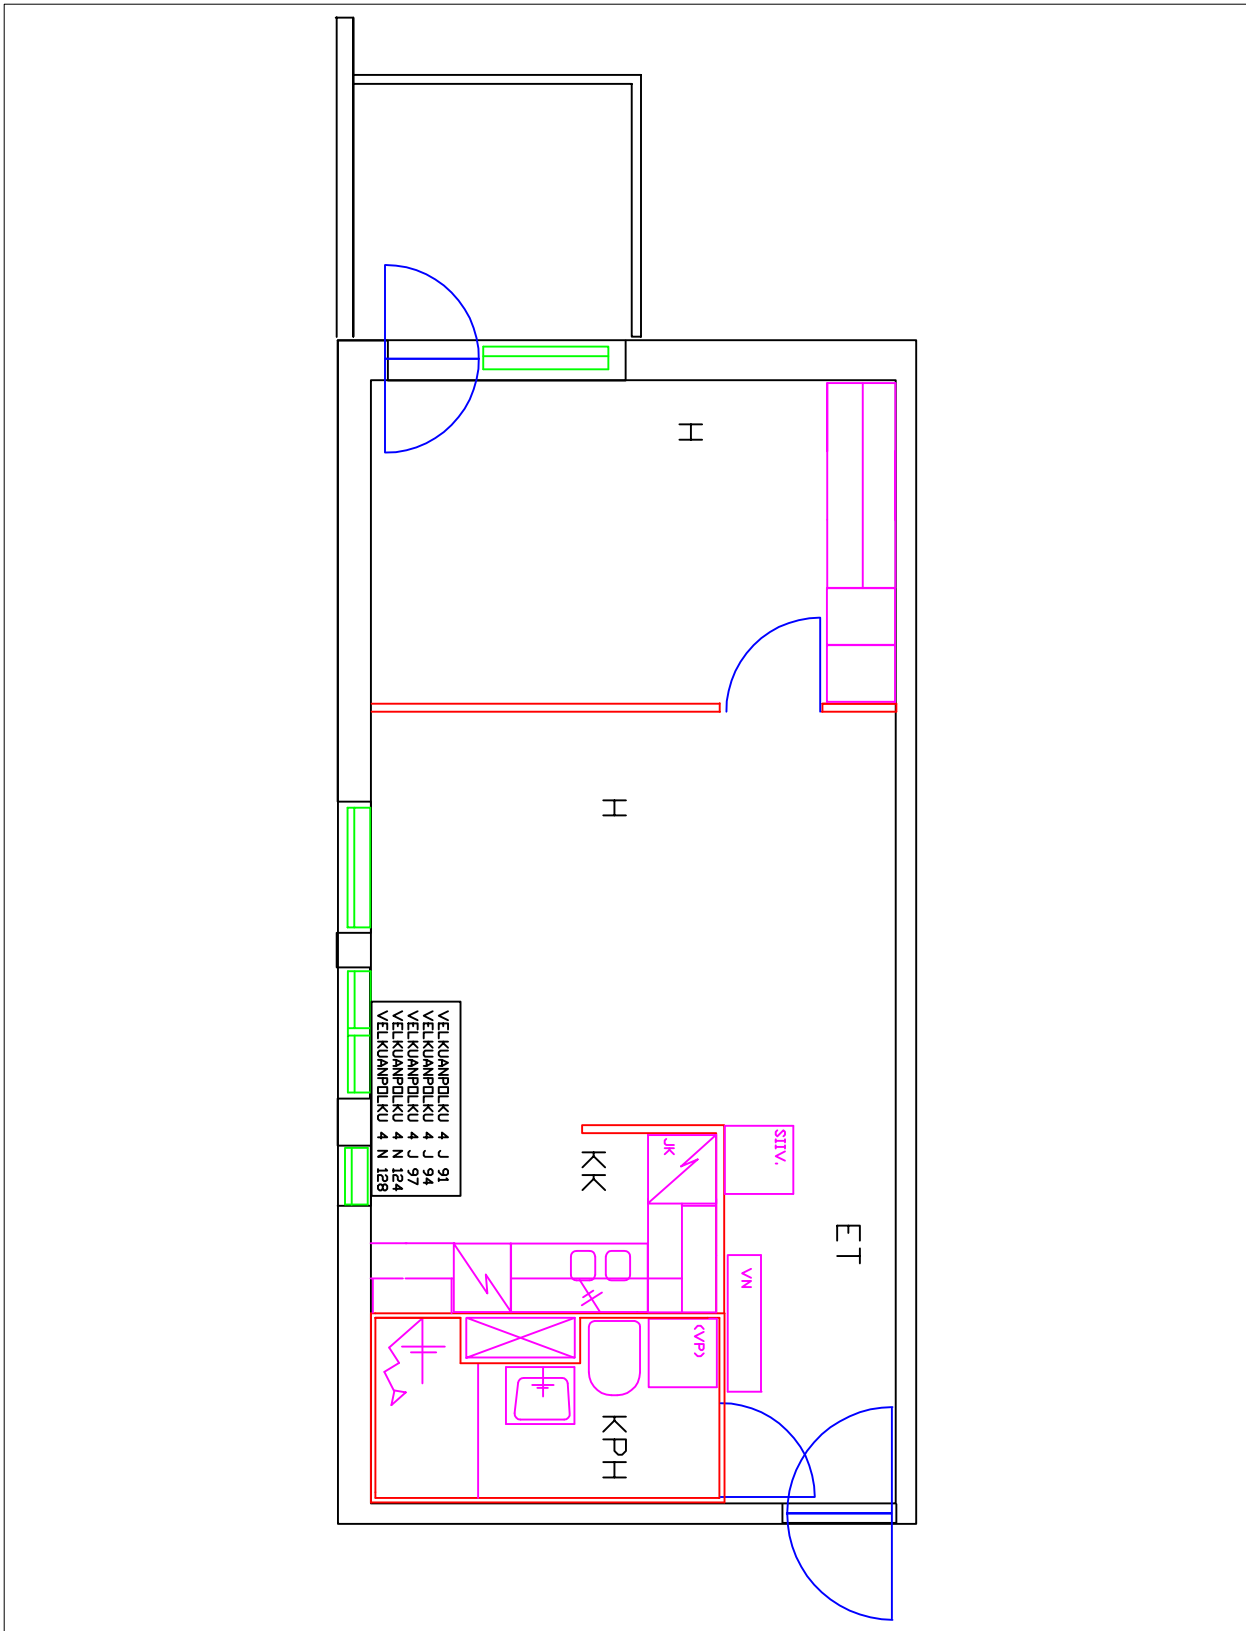 H
H
VELKUANPOLKU 4 J 91
VELKUANPOLKU 4 J 94
VELKUANPOLKU 4 J 97
VELKUANPOLKU 4 N 124
VELKUANPOLKU 4 N 128
SIIV.
JK
KK
ET
VN
(VP)
KPH